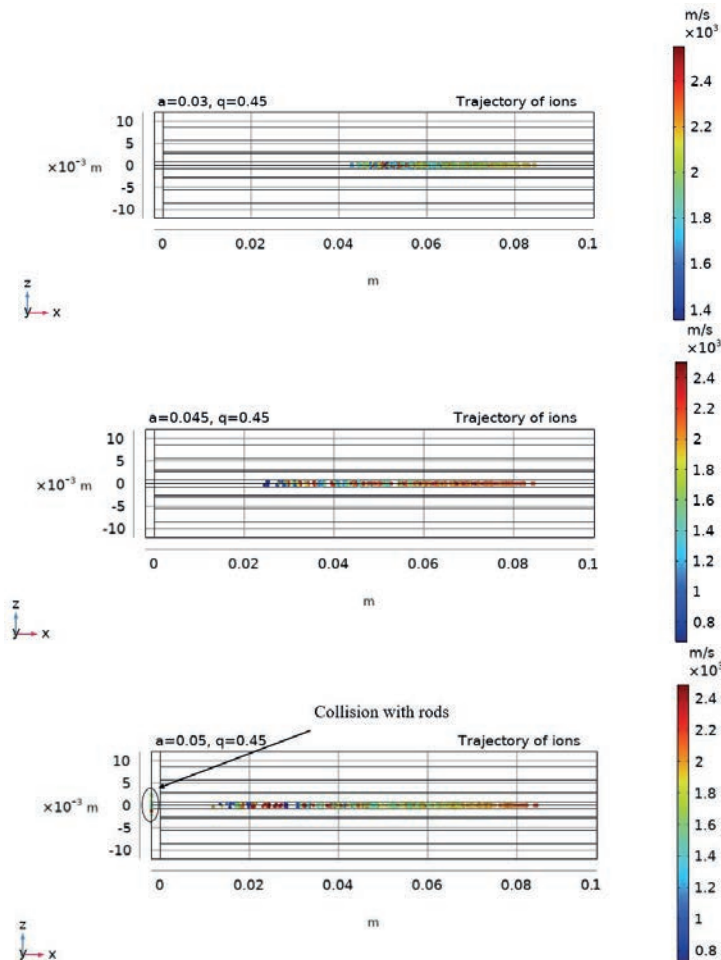 m/s
×10³
a=0.03, q=0.45 Trajectory of ions
10
5
×10⁻³ m 0
-5
-10
0 0.02 0.04 0.06 0.08 0.1
m
z
y x
2.4
2.2
2
1.8
1.6
1.4
m/s
×10³
a=0.045, q=0.45 Trajectory of ions
10
5
×10⁻³ m 0
-5
-10
0 0.02 0.04 0.06 0.08 0.1
m
z
y x
2.4
2.2
2
1.8
1.6
1.4
1.2
1
0.8
m/s
×10³
Collision with rods
a=0.05, q=0.45 Trajectory of ions
10
5
×10⁻³ m 0
-5
-10
0 0.02 0.04 0.06 0.08 0.1
m
z
y x
2.4
2.2
2
1.8
1.6
1.4
1.2
1
0.8